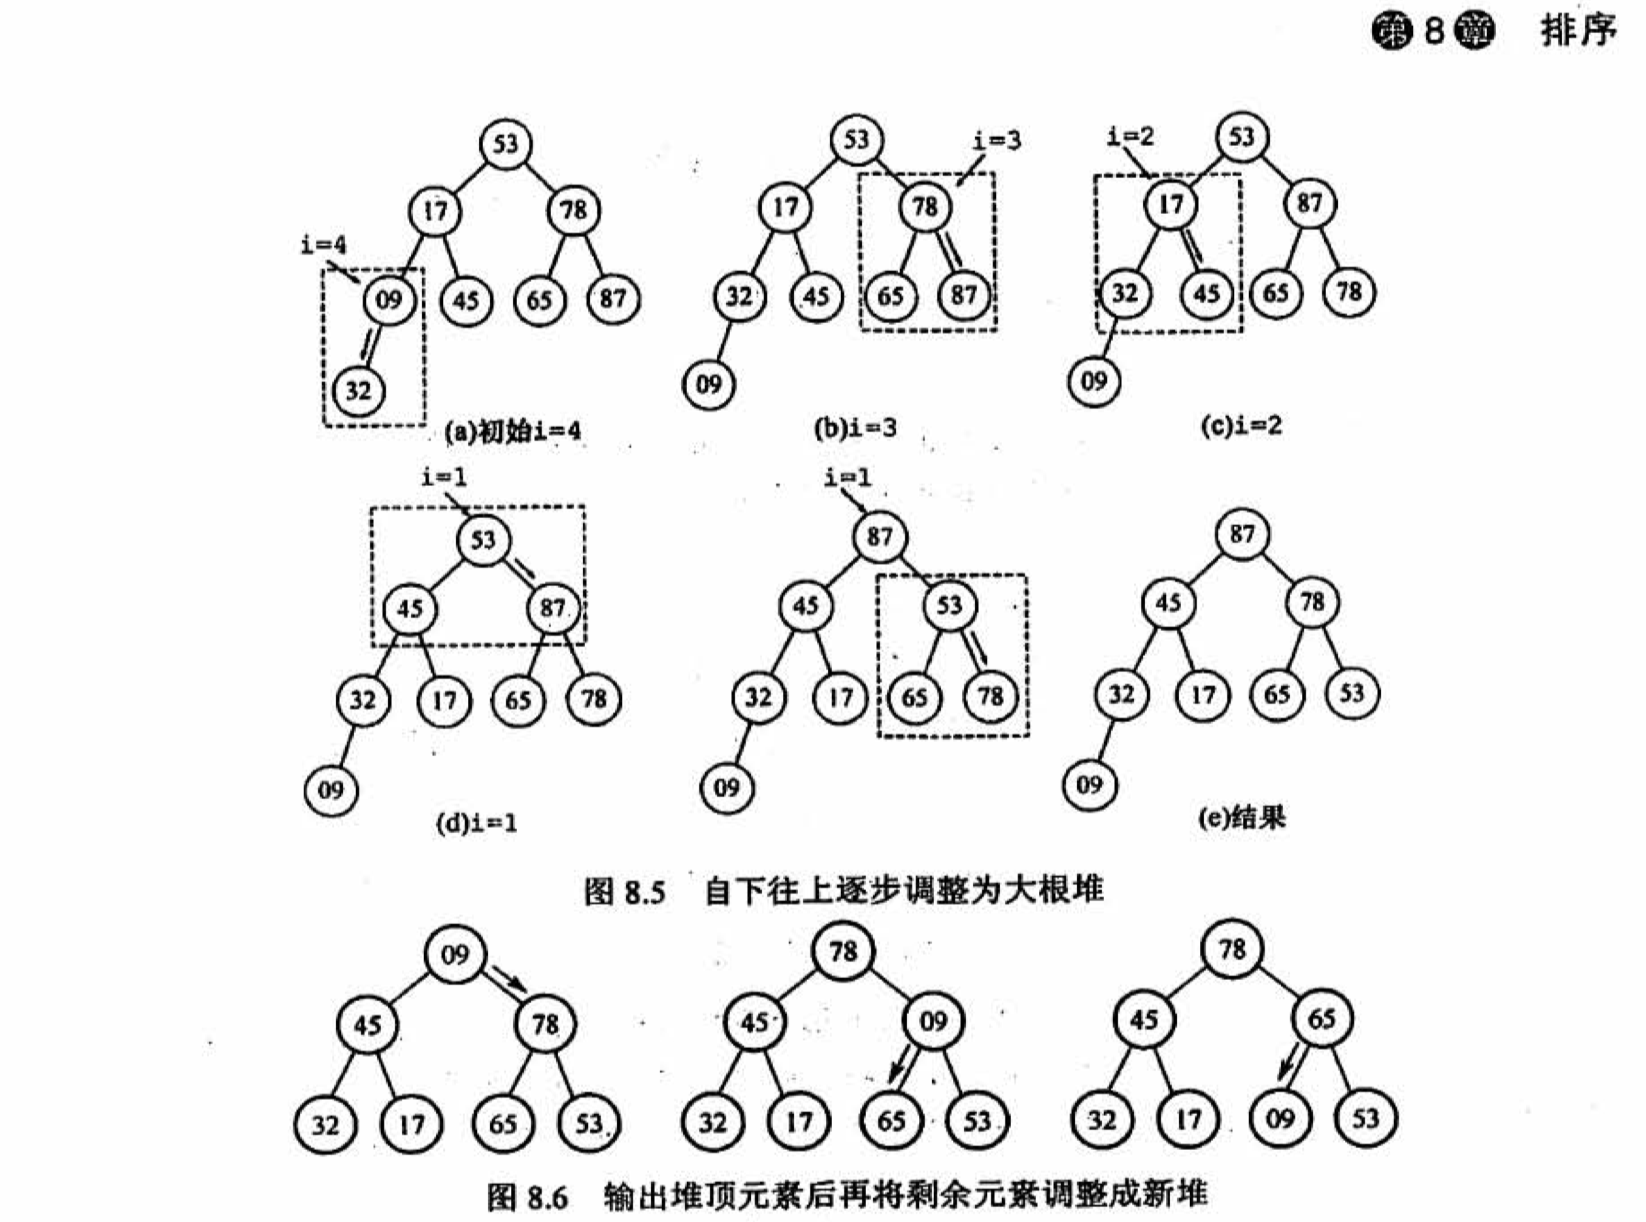 第8章 排序
53 53 i=3 i=2 53
17 78 17 78 17 87
i=4
09 45 65 87 32 45 65 87 32 45 65 78
32 09 09
(a)初始i=4 (b)i=3 (c)i=2
i=1 i=1
53 87 87
45 87 45 53 45 78
32 17 65 78 32 17 65 78 32 17 65 53
09 09 09
(d)i=1 (e)结果
图 8.5 自下往上逐步调整为大根堆
09 78 78
45 78 45 09 45 65
32 17 65 53 32 17 65 53 32 17 09 53
图 8.6 输出堆顶元素后再将剩余元素调整成新堆